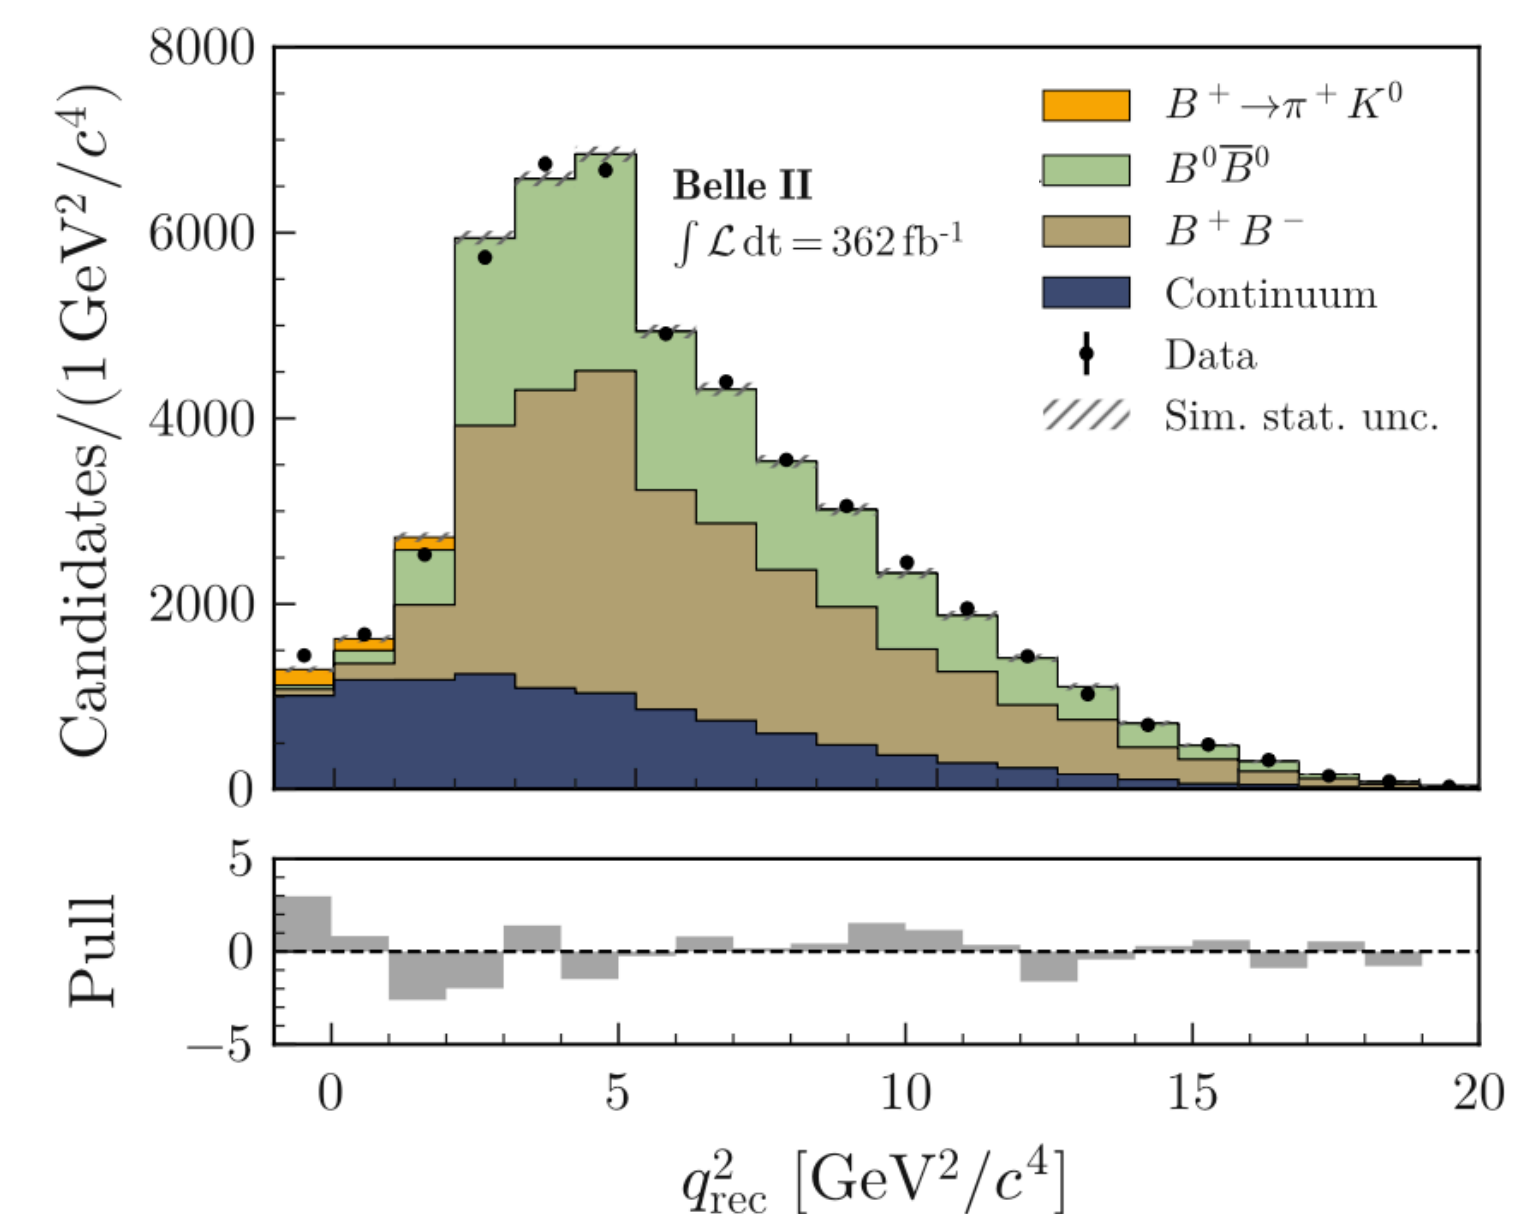 8000
6000
4000
2000
0
Candidates/(1 GeV²/c⁴)
Belle II
∫ ℒ dt = 362 fb⁻¹
B⁺→π⁺K⁰
B⁰B̅⁰
B⁺B⁻
Continuum
Data
Sim. stat. unc.
5
0
−5
Pull
0 5 10 15 20
q²rec [GeV²/c⁴]